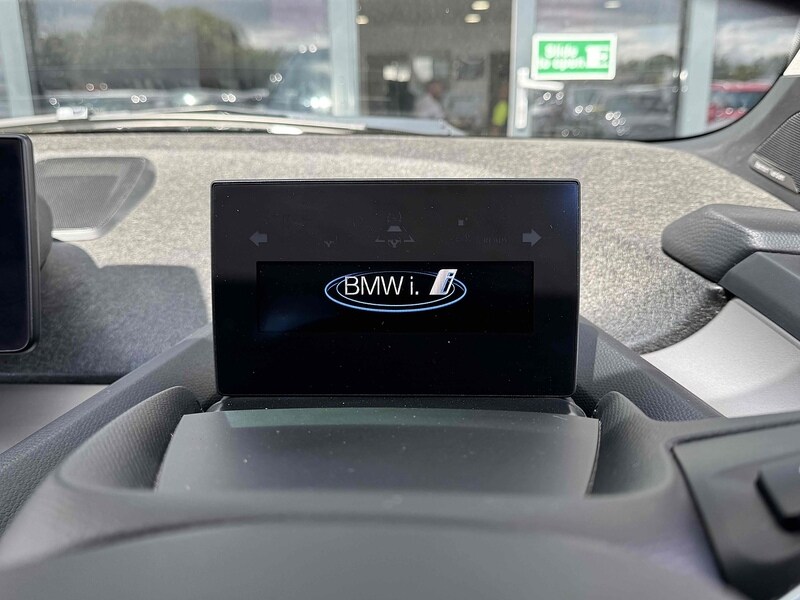 Slide
to open
BMW i.